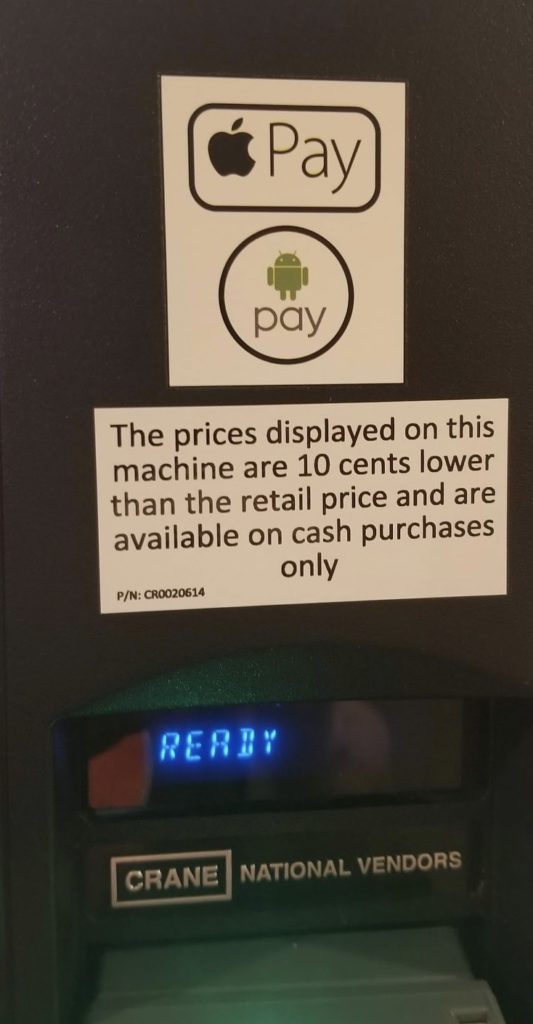 Pay
pay
The prices displayed on this
machine are 10 cents lower
than the retail price and are
available on cash purchases
only
P/N: CR0020614
READY
CRANE NATIONAL VENDORS